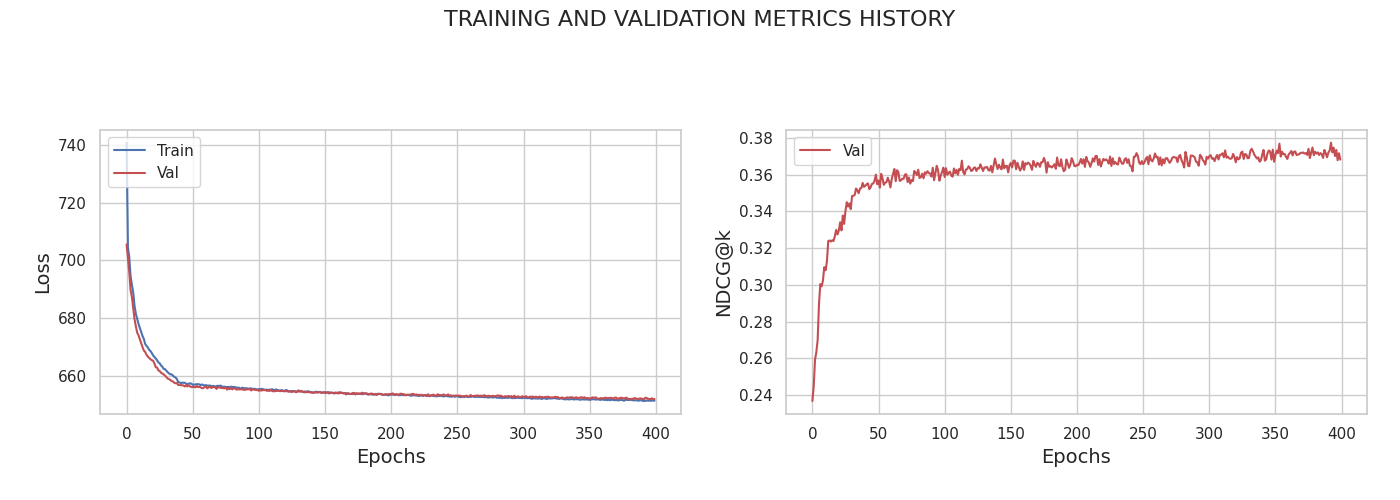 TRAINING AND VALIDATION METRICS HISTORY
Loss
740
720
700
680
660
Train
Val
0 50 100 150 200 250 300 350 400
Epochs
NDCG@k
0.38
0.36
0.34
0.32
0.30
0.28
0.26
0.24
Val
0 50 100 150 200 250 300 350 400
Epochs